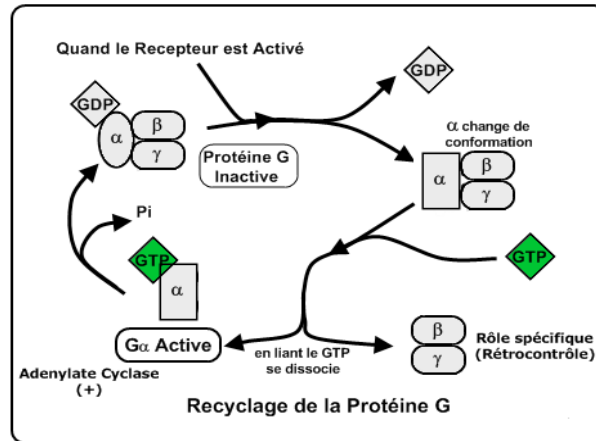 Quand le Recepteur est Activé
GDP
GDP
α
β
γ
Protéine G
Inactive
α change de
conformation
α
β
γ
Pi
GTP
α
GTP
Gα Active
en liant le GTP
se dissocie
β
γ
Rôle spécifique
(Rétrocontrôle)
Adenylate Cyclase
(+)
Recyclage de la Protéine G